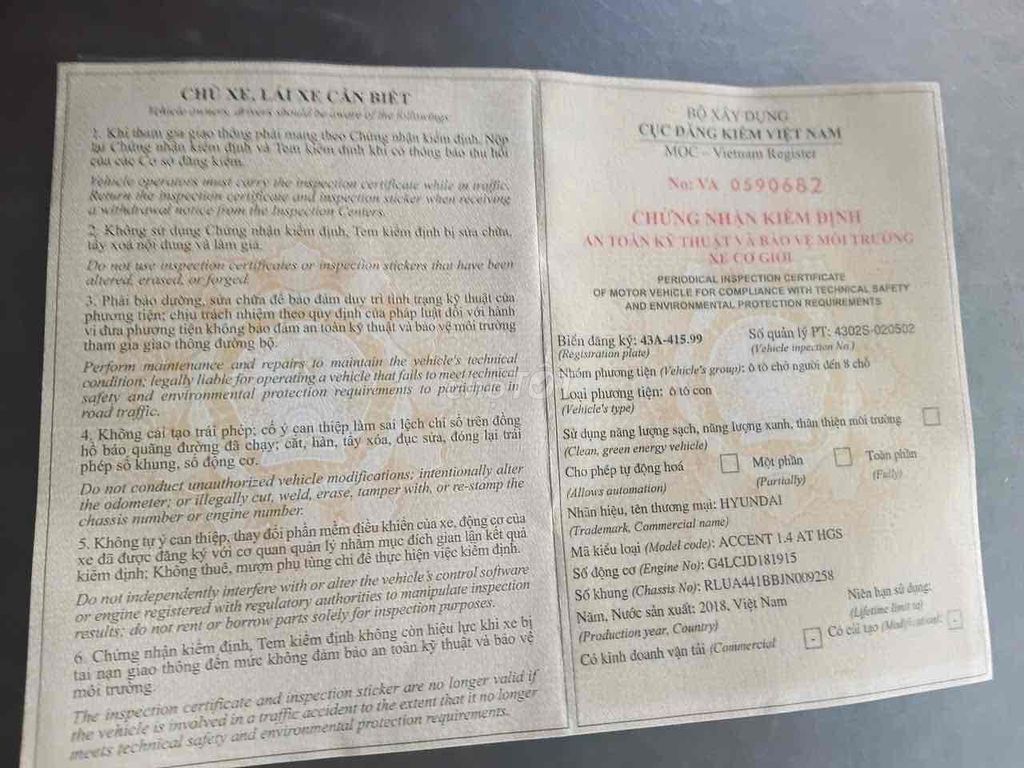 CHỦ XE, LÁI XE CẦN BIẾT
Vehicle owners, drivers should be aware of the followings
1. Khi tham gia giao thông phải mang theo Chứng nhận kiểm định. Nộp
lại Chứng nhận kiểm định và Tem kiểm định khi có thông báo thu hồi
của các Cơ sở đăng kiểm.
Vehicle operators must carry the inspection certificate while in traffic.
Return the inspection certificate and inspection sticker when receiving
a withdrawal notice from the Inspection Centers.
2. Không sử dụng Chứng nhận kiểm định, Tem kiểm định bị sửa chữa,
tẩy xoá nội dung và làm giả.
Do not use inspection certificates or inspection stickers that have been
altered, erased, or forged.
3. Phải bảo dưỡng, sửa chữa để bảo đảm duy trì tình trạng kỹ thuật của
phương tiện; chịu trách nhiệm theo quy định của pháp luật đối với hành
vi đưa phương tiện không bảo đảm an toàn kỹ thuật và bảo vệ môi trường
tham gia giao thông đường bộ.
Perform maintenance and repairs to maintain the vehicle's technical
condition; legally liable for operating a vehicle that fails to meet technical
safety and environmental protection requirements to participate in
road traffic.
4. Không cải tạo trái phép; cố ý can thiệp làm sai lệch chỉ số trên đồng
hồ báo quãng đường đã chạy; cắt, hàn, tẩy xóa, đục sửa, đóng lại trái
phép số khung, số động cơ.
Do not conduct unauthorized vehicle modifications; intentionally alter
the odometer; or illegally cut, weld, erase, tamper with, or re-stamp the
chassis number or engine number.
5. Không tự ý can thiệp, thay đổi phần mềm điều khiển của xe, động cơ của
xe đã được đăng ký với cơ quan quản lý nhằm mục đích gian lận kết quả
kiểm định; Không thuê, mượn phụ tùng chỉ để thực hiện việc kiểm định.
Do not independently interfere with or alter the vehicle's control software
or engine registered with regulatory authorities to manipulate inspection
results; do not rent or borrow parts solely for inspection purposes.
6. Chứng nhận kiểm định, Tem kiểm định không còn hiệu lực khi xe bị
tai nạn giao thông đến mức không đảm bảo an toàn kỹ thuật và bảo vệ
môi trường.
The inspection certificate and inspection sticker are no longer valid if
the vehicle is involved in a traffic accident to the extent that it no longer
meets technical safety and environmental protection requirements.
BỘ XÂY DỰNG
CỤC ĐĂNG KIỂM VIỆT NAM
MOC – Vietnam Register
No: VA 0590682
CHỨNG NHẬN KIỂM ĐỊNH
AN TOÀN KỸ THUẬT VÀ BẢO VỆ MÔI TRƯỜNG
XE CƠ GIỚI
PERIODICAL INSPECTION CERTIFICATE
OF MOTOR VEHICLE FOR COMPLIANCE WITH TECHNICAL SAFETY
AND ENVIRONMENTAL PROTECTION REQUIREMENTS
Biển đăng ký: 43A-415.99 Số quản lý PT: 4302S-020502
(Registration plate) (Vehicle inpection No.)
Nhóm phương tiện (Vehicle's group): ô tô chở người đến 8 chỗ
Loại phương tiện: ô tô con
(Vehicle's type)
Sử dụng năng lượng sạch, năng lượng xanh, thân thiện môi trường
(Clean, green energy vehicle)
Cho phép tự động hoá Một phần Toàn phần
(Allows automation) (Partially) (Fully)
Nhãn hiệu, tên thương mại: HYUNDAI
(Trademark, Commercial name)
Mã kiểu loại (Model code): ACCENT 1.4 AT HGS
Số động cơ (Engine No): G4LCJD181915
Số khung (Chassis No): RLUA441BBJN009258
Năm, Nước sản xuất: 2018, Việt Nam Niên hạn sử dụng:
(Production year, Country) (Lifetime limit to)
Có kinh doanh vận tải (Commercial - Có cải tạo (Modification): -